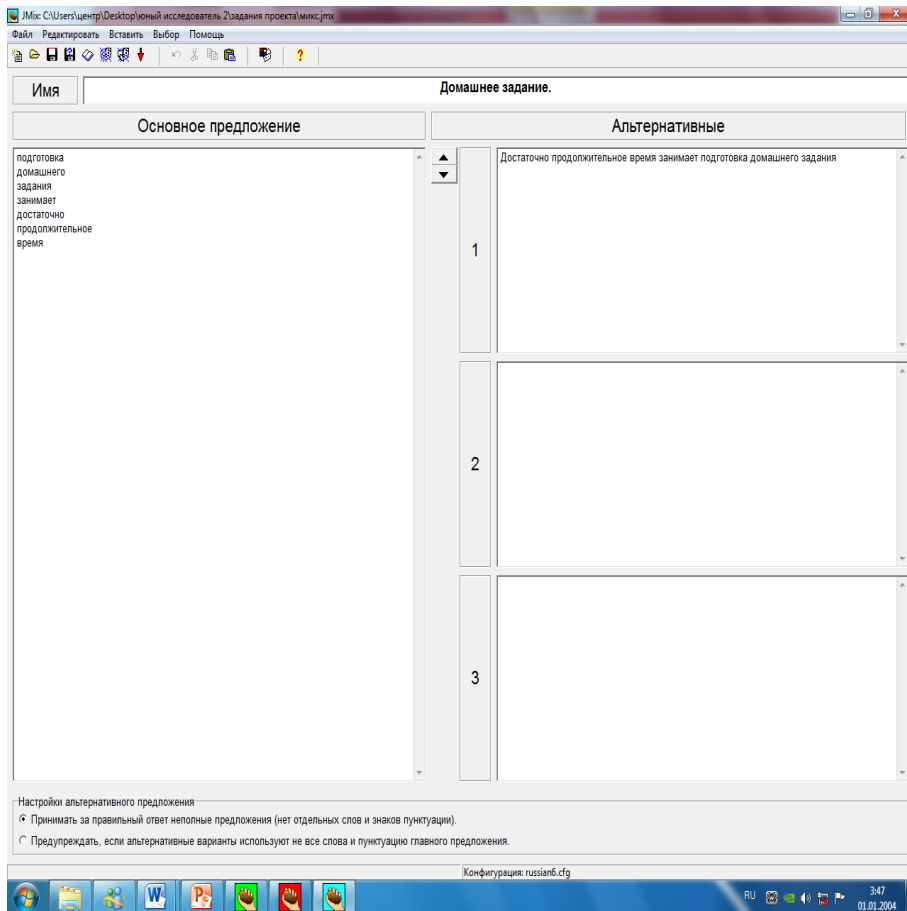 JMix: C:\Users\центр\Desktop\юный исследователь 2\задания проекта\микс.jmx
Файл Редактировать Вставить Выбор Помощь
Имя
Домашнее задание.
Основное предложение
Альтернативные
подготовка
домашнего
задания
занимает
достаточно
продолжительное
время
1
Достаточно продолжительное время занимает подготовка домашнего задания
2
3
Настройки альтернативного предложения
Принимать за правильный ответ неполные предложения (нет отдельных слов и знаков пунктуации).
Предупреждать, если альтернативные варианты используют не все слова и пунктуацию главного предложения.
Конфигурация: russian6.cfg
RU
3:47
01.01.2004